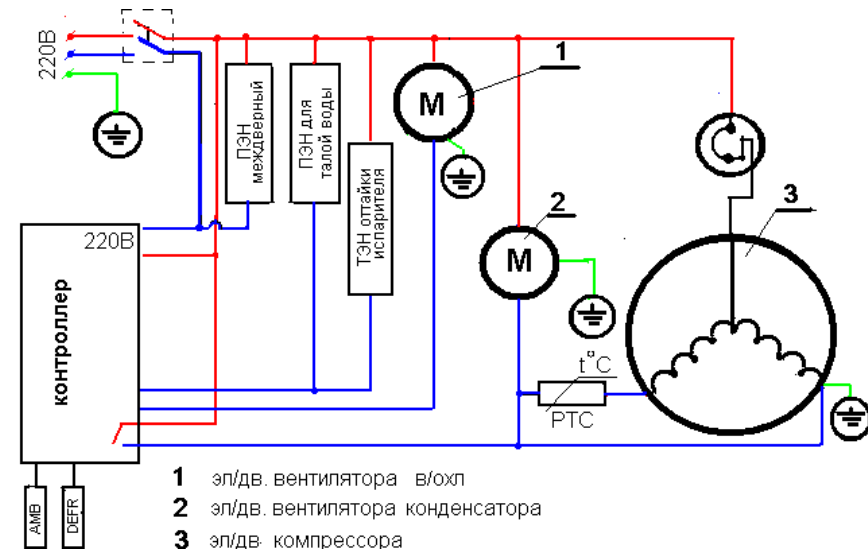 220В
ПЭН
междверный
ПЭН для
талой воды
ТЭН оттайки
испарителя
М
1
М
2
3
220В
контроллер
t°C
PTC
AMB
DEFR
1 эл/дв. вентилятора в/охл
2 эл/дв. вентилятора конденсатора
3 эл/дв. компрессора